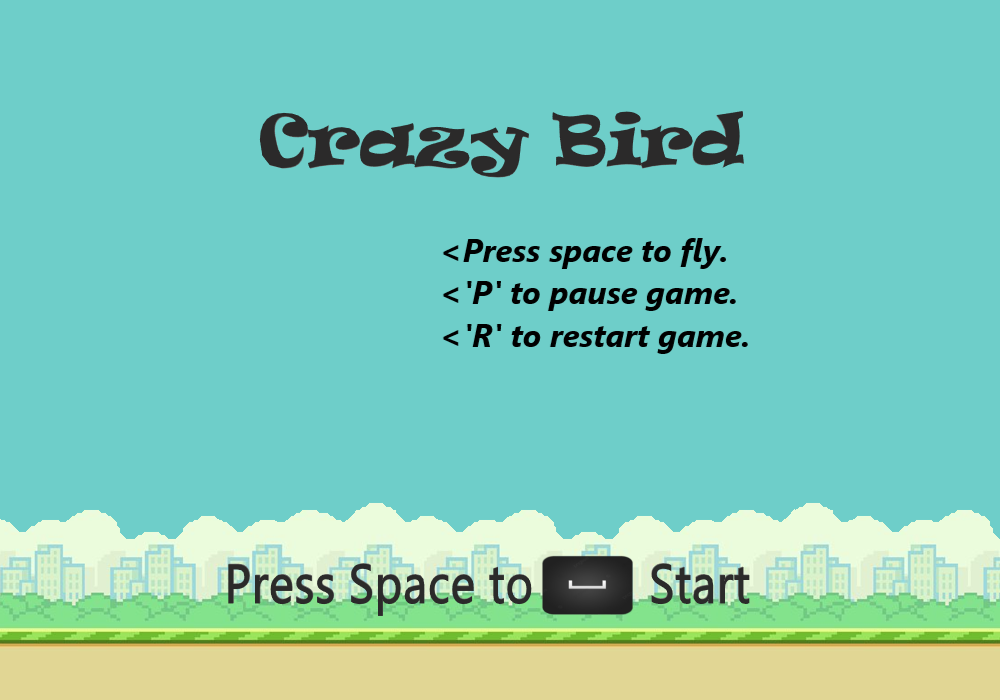 Crazy Bird
<Press space to fly.
<'P' to pause game.
<'R' to restart game.
Press Space to Start